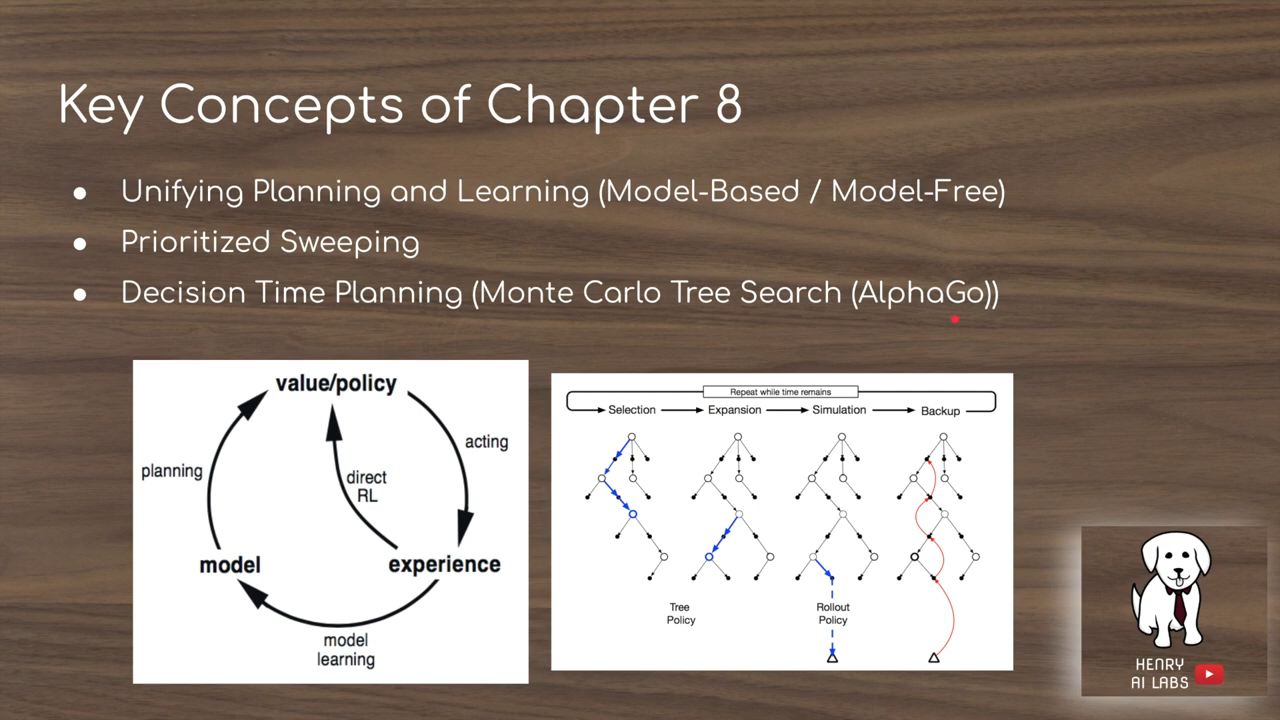 Key Concepts of Chapter 8
● Unifying Planning and Learning (Model-Based / Model-Free)
● Prioritized Sweeping
● Decision Time Planning (Monte Carlo Tree Search (AlphaGo))
value/policy
acting
planning
direct
RL
model
experience
model
learning
Repeat while time remains
Selection
Expansion
Simulation
Backup
Tree
Policy
Rollout
Policy
HENRY
AI LABS